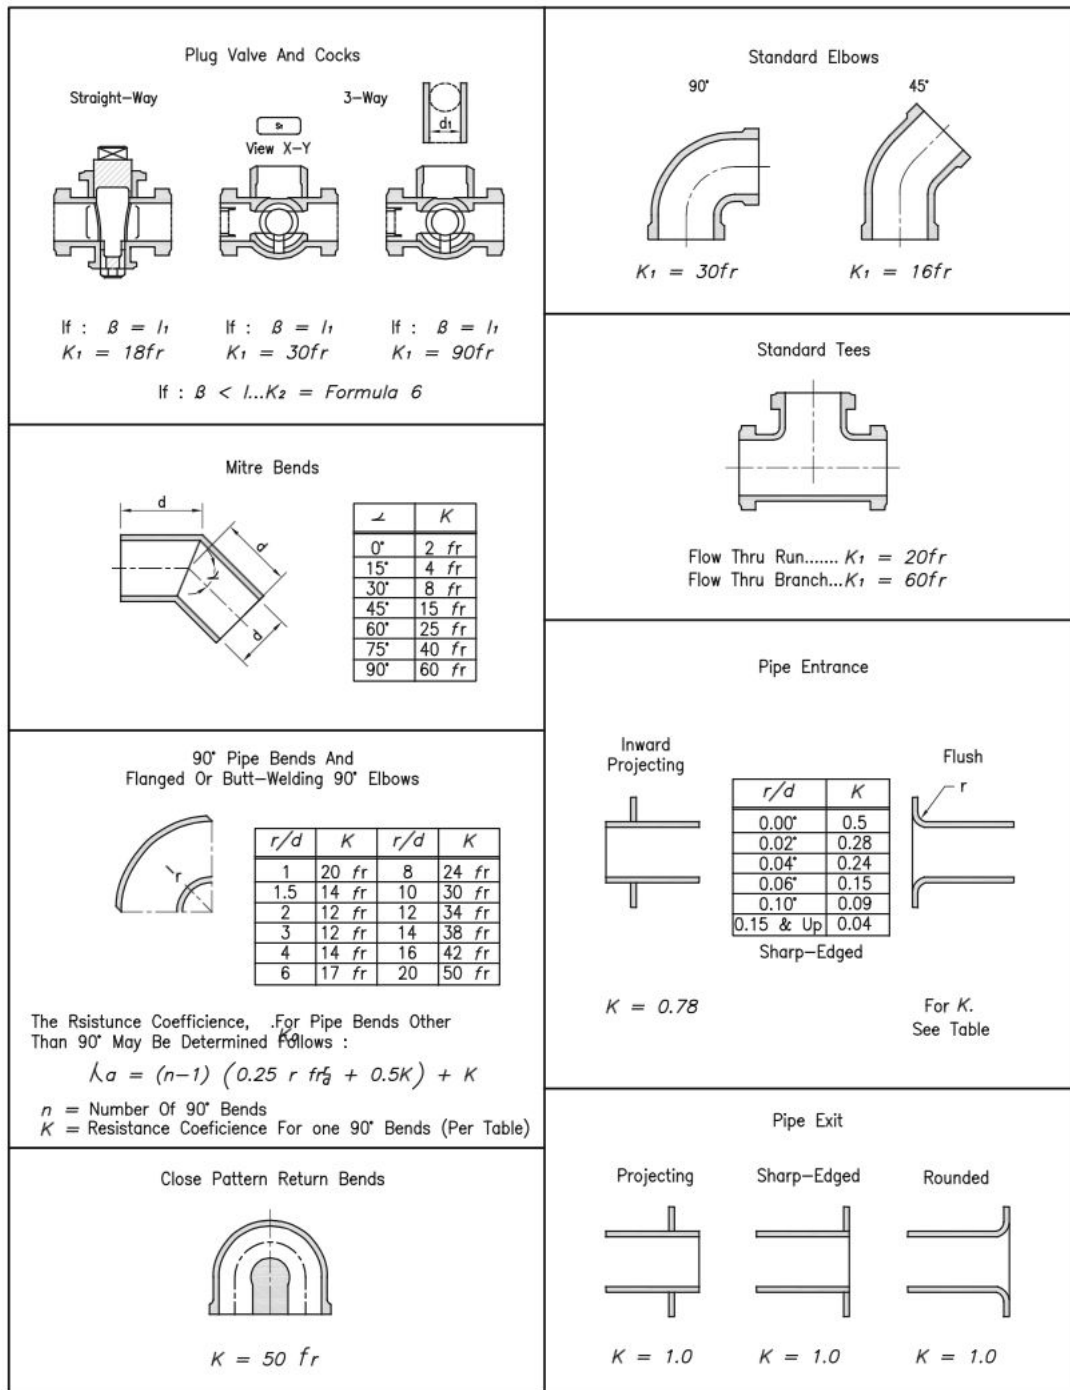 Plug Valve And Cocks
Straight-Way
3-Way
d1
S1
View X-Y
If : β = l1
K1 = 18fr
If : β = l1
K1 = 30fr
If : β = l1
K1 = 90fr
If : β < l...K2 = Formula 6
Mitre Bends
d
d
d
K
0° 2 fr
15° 4 fr
30° 8 fr
45° 15 fr
60° 25 fr
75° 40 fr
90° 60 fr
90° Pipe Bends And
Flanged Or Butt-Welding 90° Elbows
r
r/d K r/d K
1 20 fr 8 24 fr
1.5 14 fr 10 30 fr
2 12 fr 12 34 fr
3 12 fr 14 38 fr
4 14 fr 16 42 fr
6 17 fr 20 50 fr
The Rsistunce Coefficience, .For Pipe Bends Other
Than 90° May Be Determined Follows :
a = (n-1) (0.25 r fr r/d + 0.5K) + K
n = Number Of 90° Bends
K = Resistance Coeficience For one 90° Bends (Per Table)
Close Pattern Return Bends
K = 50 fr
Standard Elbows
90°
45°
K1 = 30fr
K1 = 16fr
Standard Tees
Flow Thru Run....... K1 = 20fr
Flow Thru Branch...K1 = 60fr
Pipe Entrance
Inward
Projecting
K = 0.78
r/d K
0.00° 0.5
0.02° 0.28
0.04° 0.24
0.06° 0.15
0.10° 0.09
0.15 & Up 0.04
Sharp-Edged
Flush
r
For K.
See Table
Pipe Exit
Projecting
K = 1.0
Sharp-Edged
K = 1.0
Rounded
K = 1.0